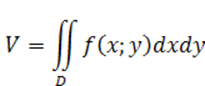 V = ∬ f(x; y)dxdy
D